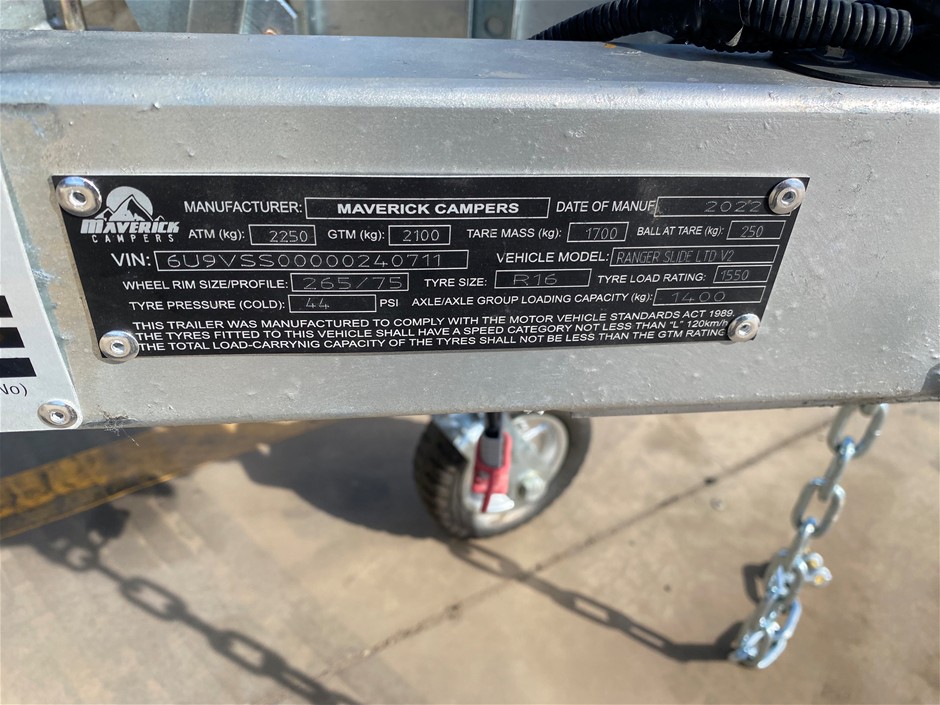 MAVERICK
CAMPERS
MANUFACTURER: MAVERICK CAMPERS DATE OF MANUF 2022
ATM (kg): 2250 GTM (kg): 2100 TARE MASS (kg): 1700 BALL AT TARE (kg): 250
VIN: 6U9VSS00000240711 VEHICLE MODEL: RANGER SLIDE LTD V2
WHEEL RIM SIZE/PROFILE: 265/75 TYRE SIZE: R16 TYRE LOAD RATING: 1550
TYRE PRESSURE (COLD): 44 PSI AXLE/AXLE GROUP LOADING CAPACITY (kg): 1400
THIS TRAILER WAS MANUFACTURED TO COMPLY WITH THE MOTOR VEHICLE STANDARDS ACT 1989.
THE TYRES FITTED TO THIS VEHICLE SHALL HAVE A SPEED CATEGORY NOT LESS THAN "L" 120km/h
THE TOTAL LOAD-CARRYNIG CAPACITY OF THE TYRES SHALL NOT BE LESS THAN THE GTM RATING
No)